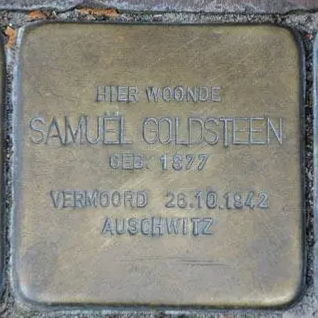 HIER WOONDE
SAMUËL GOLDSTEEN
GEB. 1877
VERMOORD 26.10.1942
AUSCHWITZ